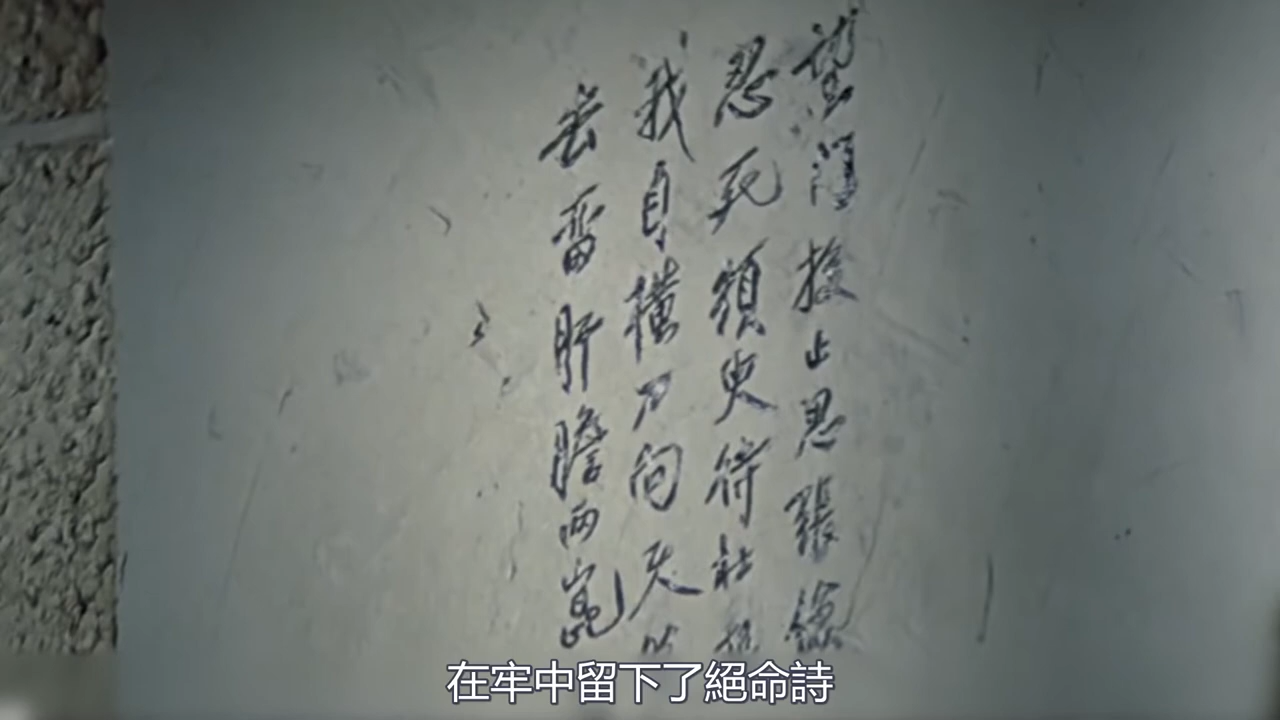 望門投止思張儉
忍死須臾待杜
我自橫刀向天
去留肝膽兩崑
在牢中留下了絕命詩